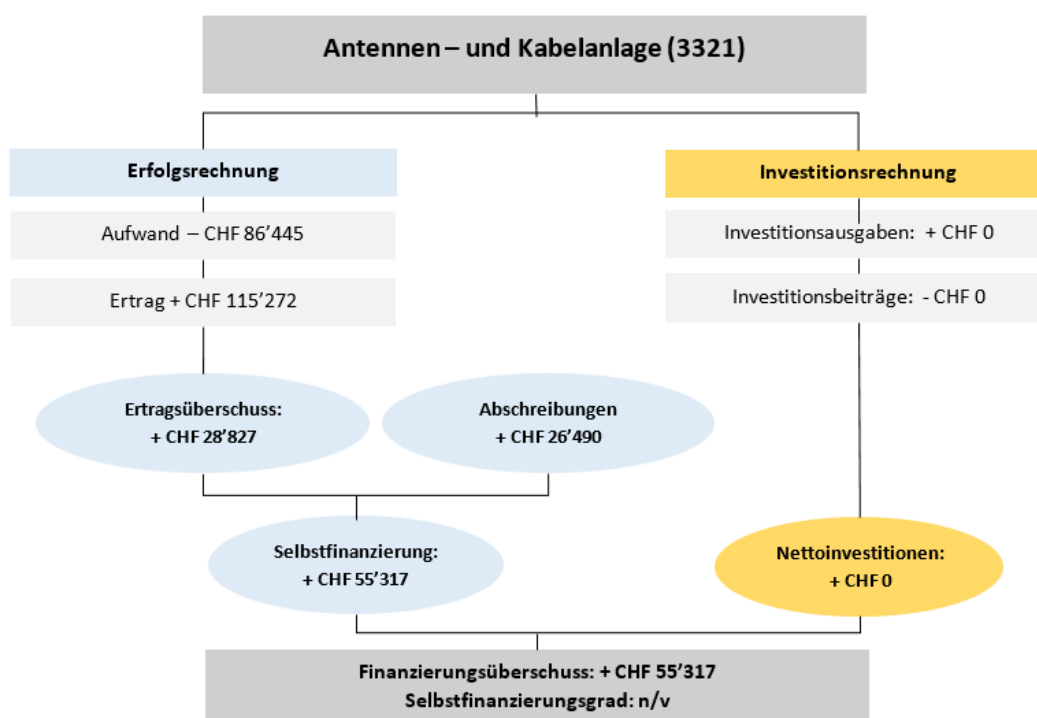 Antennen – und Kabelanlage (3321)
Erfolgsrechnung
Aufwand – CHF 86’445
Ertrag + CHF 115’272
Investitionsrechnung
Investitionsausgaben: + CHF 0
Investitionsbeiträge: - CHF 0
Ertragsüberschuss:
+ CHF 28’827
Abschreibungen
+ CHF 26’490
Selbstfinanzierung:
+ CHF 55’317
Nettoinvestitionen:
+ CHF 0
Finanzierungsüberschuss: + CHF 55’317
Selbstfinanzierungsgrad: n/v